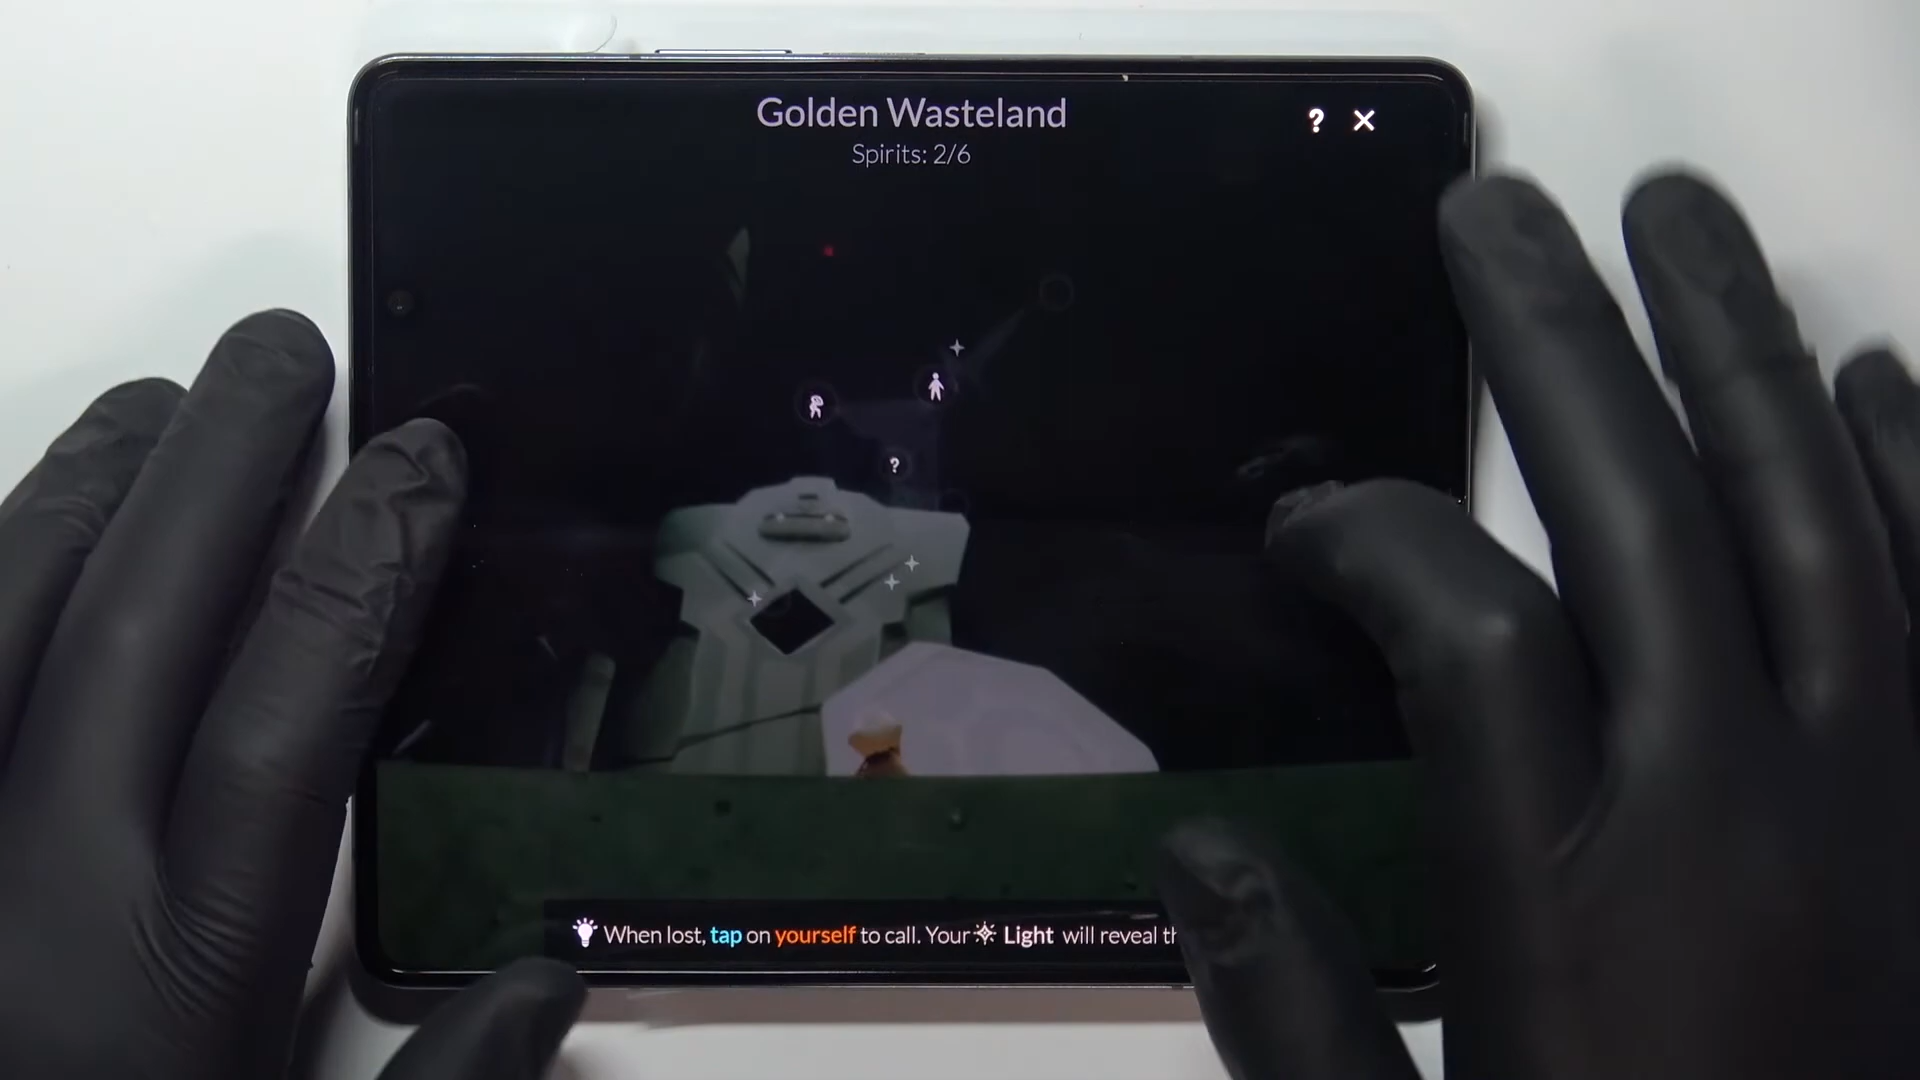 Golden Wasteland
? ×
Spirits: 2/6
?
When lost, tap on yourself to call. Your Light will reveal